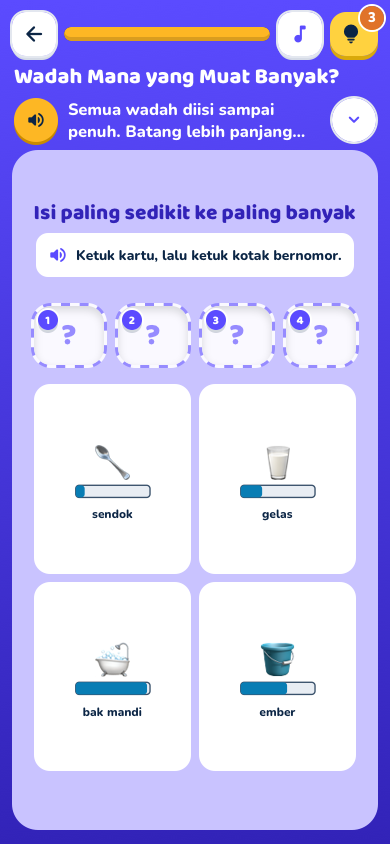 3
Wadah Mana yang Muat Banyak?
Semua wadah diisi sampai
penuh. Batang lebih panjang...
Isi paling sedikit ke paling banyak
Ketuk kartu, lalu ketuk kotak bernomor.
1 2 3 4
? ? ? ?
sendok
gelas
bak mandi
ember